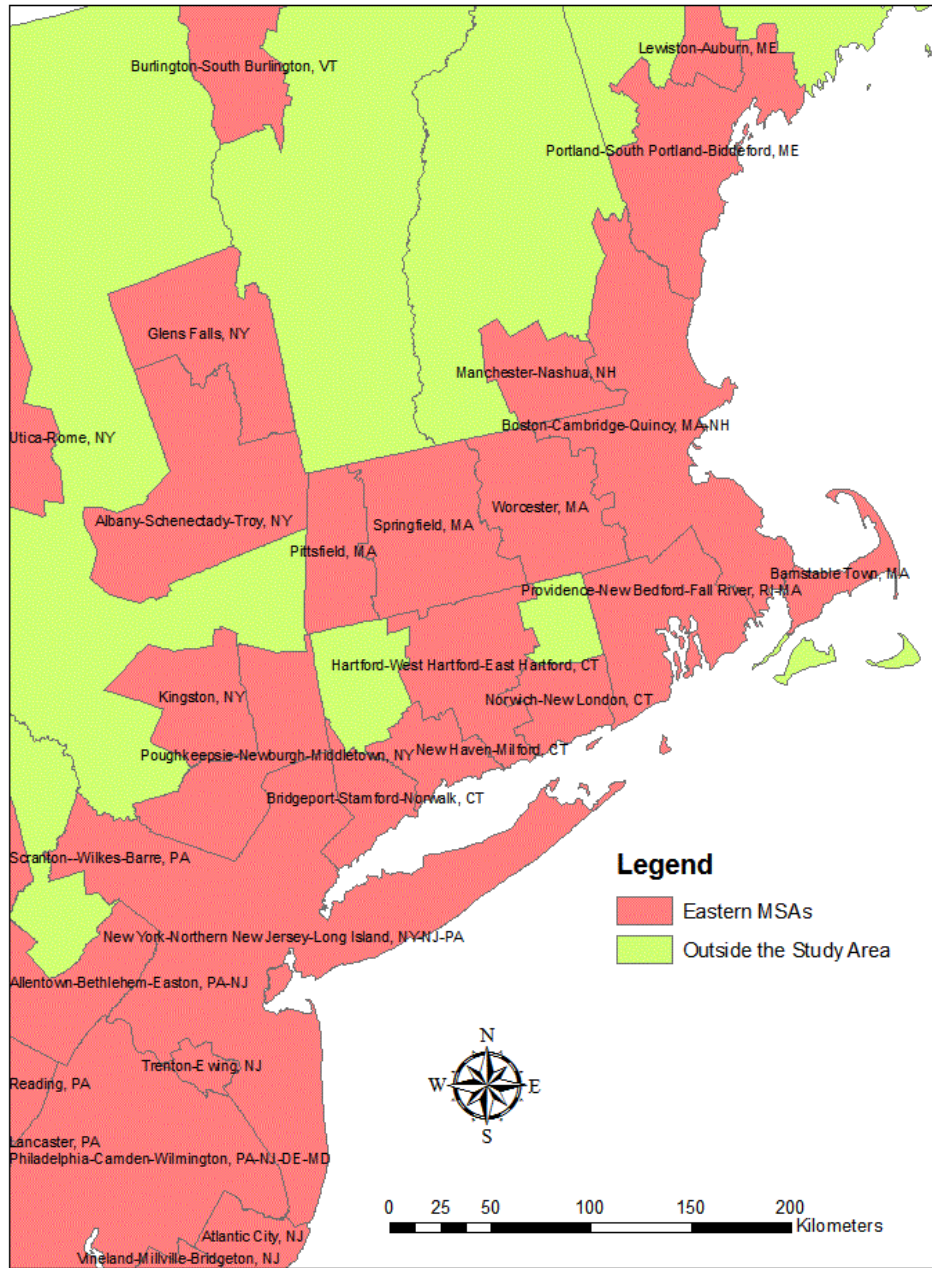 Lewiston-Auburn, ME
Burlington-South Burlington, VT
Portland-South Portland-Biddeford, ME
Glens Falls, NY
Manchester-Nashua, NH
Boston-Cambridge-Quincy, MA-NH
Utica-Rome, NY
Worcester, MA
Albany-Schenectady-Troy, NY
Springfield, MA
Pittsfield, MA
Barnstable Town, MA
Providence-New Bedford-Fall River, RI-MA
Hartford-West Hartford-East Hartford, CT
Kingston, NY
Norwich-New London, CT
New Haven-Milford, CT
Poughkeepsie-Newburgh-Middletown, NY
Bridgeport-Stamford-Norwalk, CT
Scranton--Wilkes-Barre, PA
Legend
Eastern MSAs
Outside the Study Area
New York-Northern New Jersey-Long Island, NY-NJ-PA
Allentown-Bethlehem-Easton, PA-NJ
N
W
E
S
Trenton-Ewing, NJ
Reading, PA
Lancaster, PA
Philadelphia-Camden-Wilmington, PA-NJ-DE-MD
0 25 50 100 150 200
Kilometers
Atlantic City, NJ
Vineland-Millville-Bridgeton, NJ